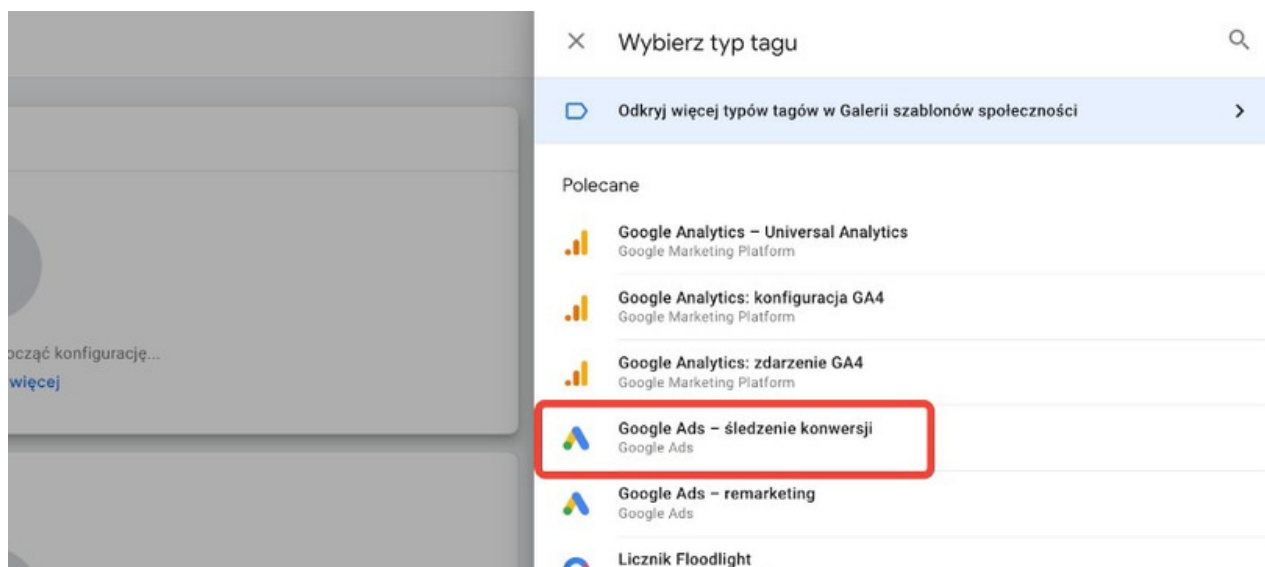 Wybierz typ tagu
Odkryj więcej typów tagów w Galerii szablonów społeczności
Polecane
Google Analytics – Universal Analytics
Google Marketing Platform
Google Analytics: konfiguracja GA4
Google Marketing Platform
konfigurację...
więcej
Google Analytics: zdarzenie GA4
Google Marketing Platform
Google Ads – śledzenie konwersji
Google Ads
Google Ads – remarketing
Google Ads
Licznik Floodlight